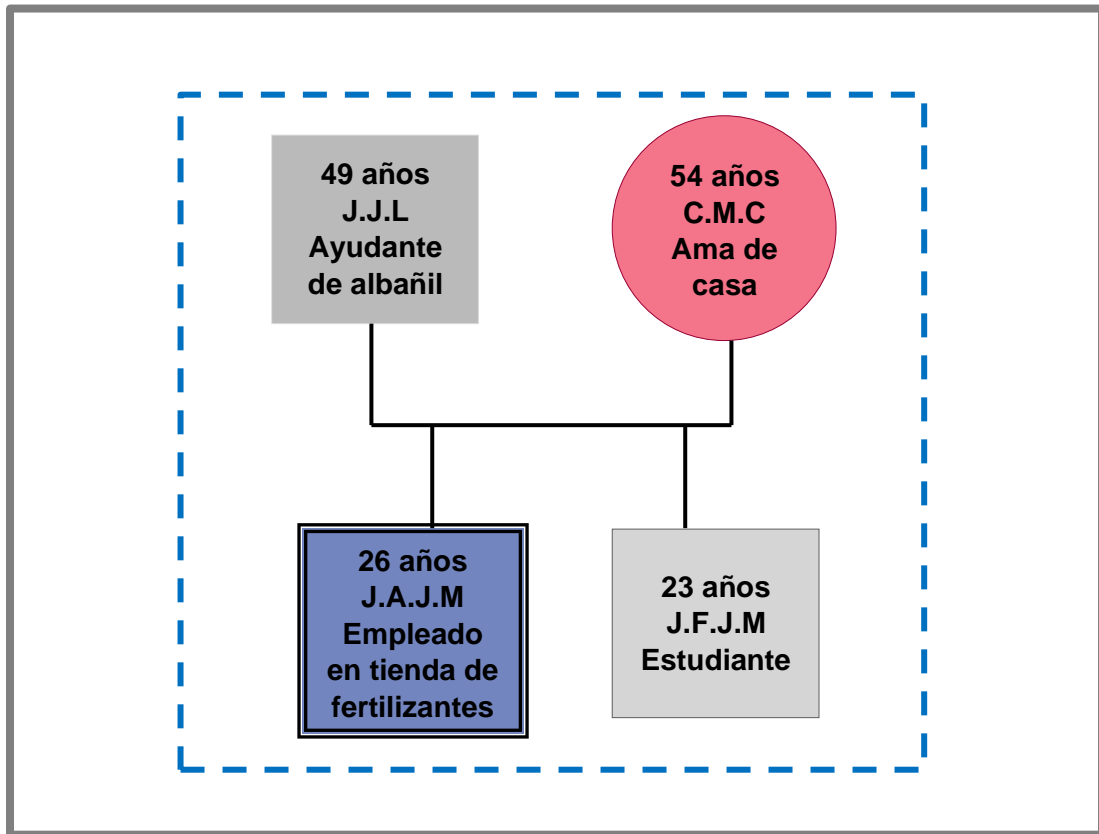 49 años
J.J.L
Ayudante
de albañil
54 años
C.M.C
Ama de
casa
26 años
J.A.J.M
Empleado
en tienda de
fertilizantes
23 años
J.F.J.M
Estudiante